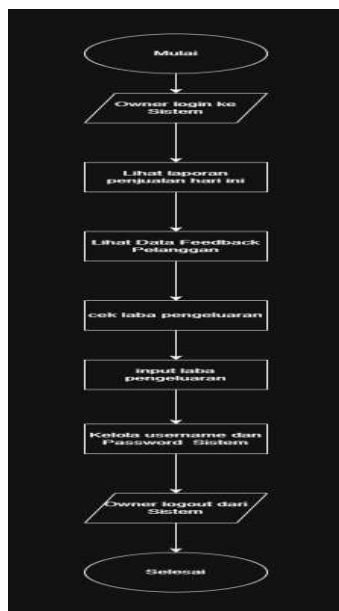 Mulai
Owner login ke
Sistem
Lihat laporan
penjualan hari ini
Lihat Data Feedback
Pelanggan
cek laba pengeluaran
input laba
pengeluaran
Kelola username dan
Password Sistem
Owner logout dari
Sistem
Selesai